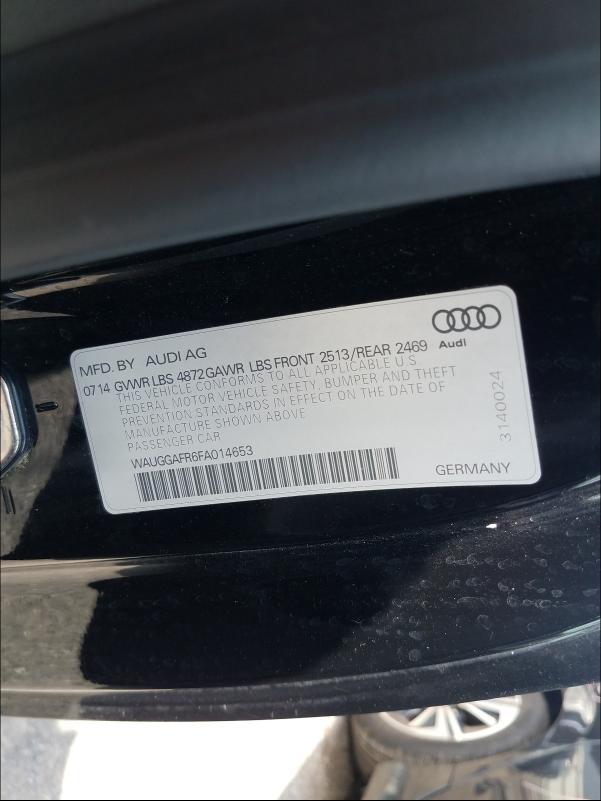 MFD. BY AUDI AG
07 14 GVWR LBS 4872 GAWR LBS FRONT 2513/REAR 2469
Audi
THIS VEHICLE CONFORMS TO ALL APPLICABLE U.S.
FEDERAL MOTOR VEHICLE SAFETY, BUMPER AND THEFT
PREVENTION STANDARDS IN EFFECT ON THE DATE OF
MANUFACTURE SHOWN ABOVE
PASSENGER CAR
WAUGGAFR6FA014653
3140024
GERMANY